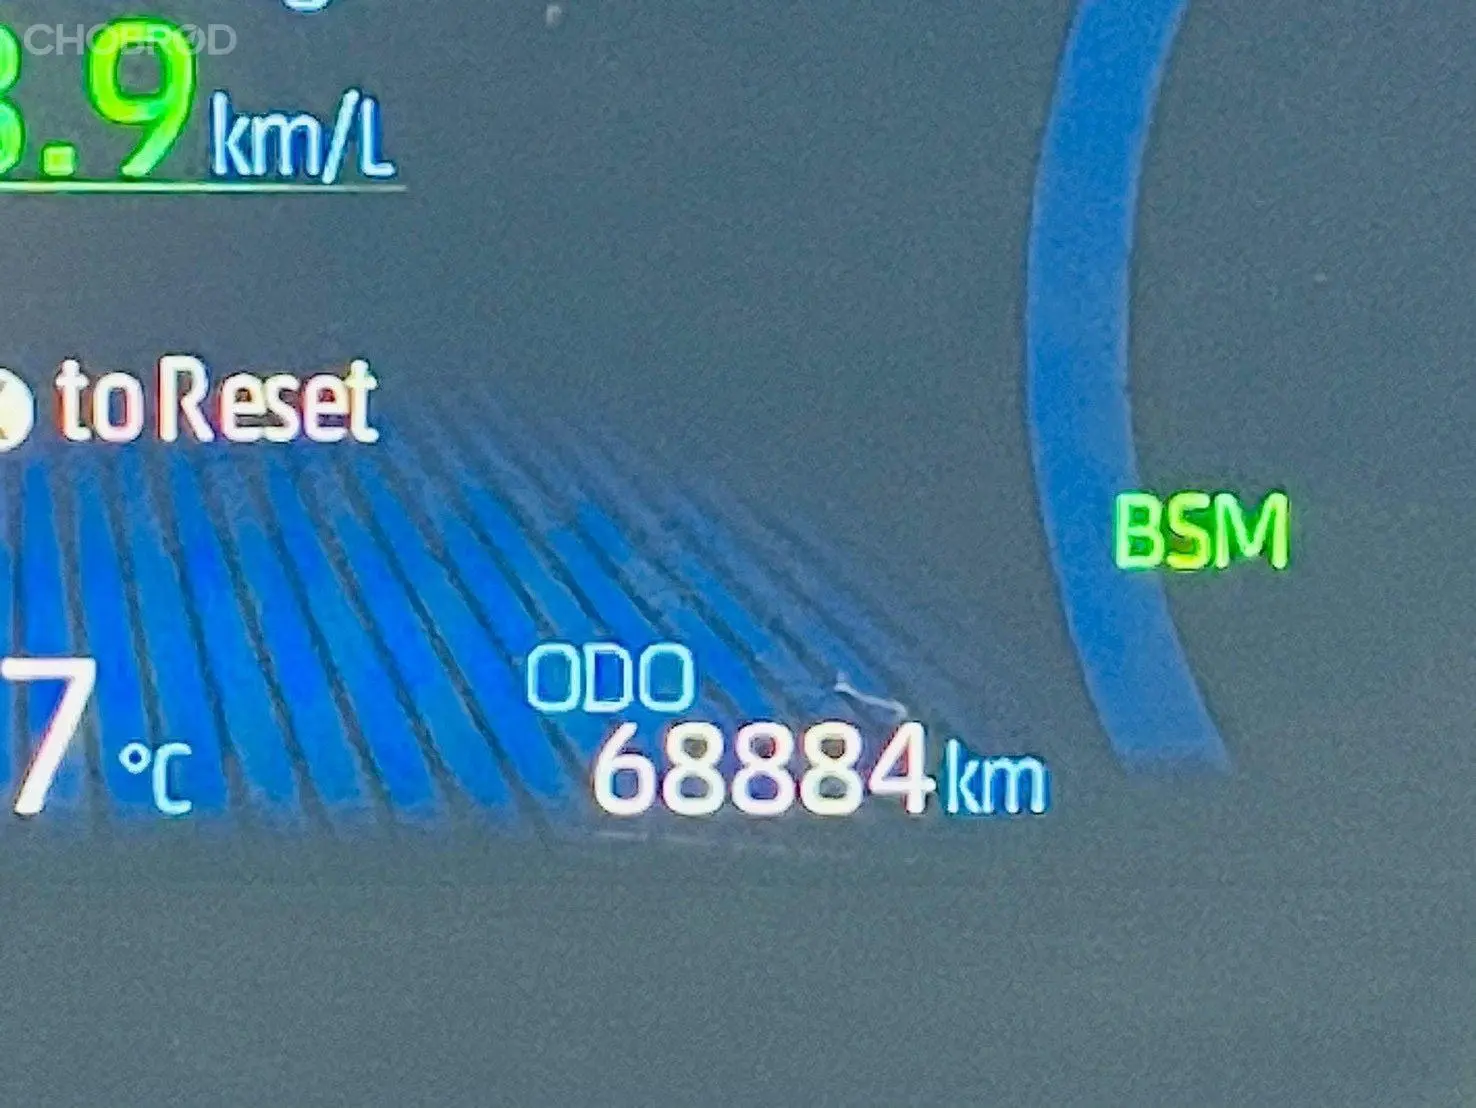 CHOBROD
.9 km/L
to Reset
BSM
ODO
7 °C
68884 km